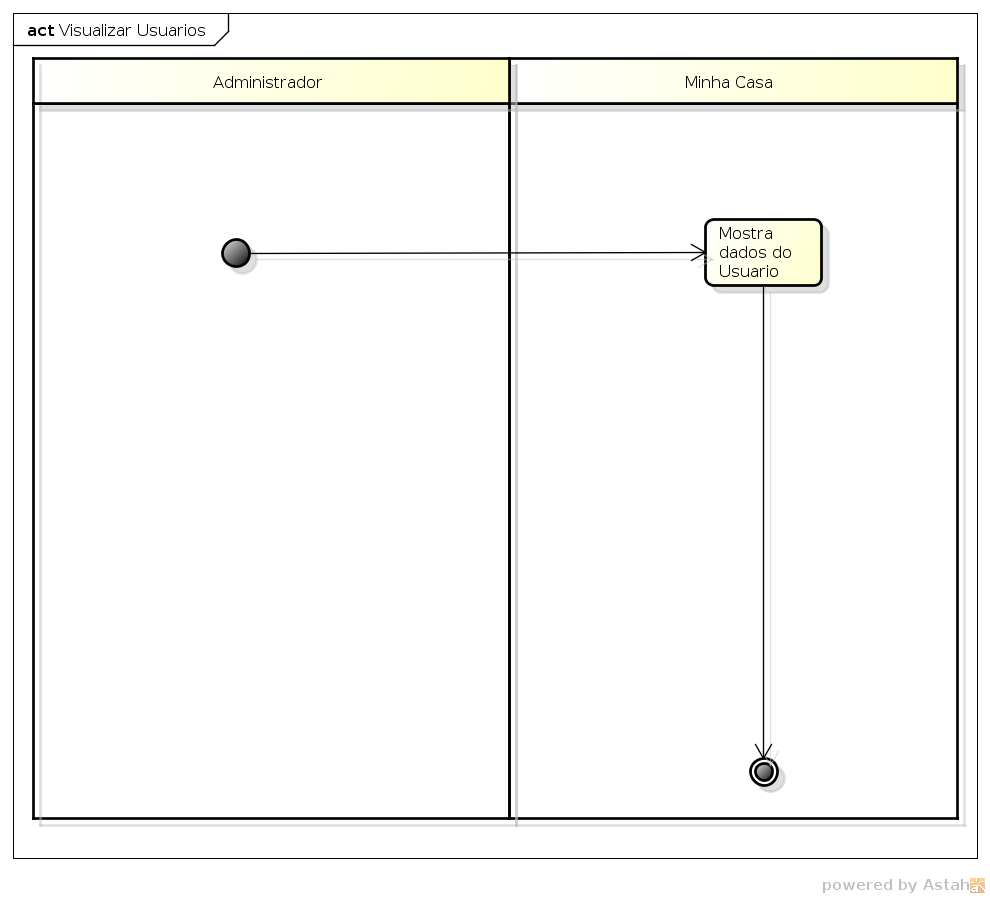 act Visualizar Usuarios
Administrador
Minha Casa
Mostra
dados do
Usuario
powered by Astah